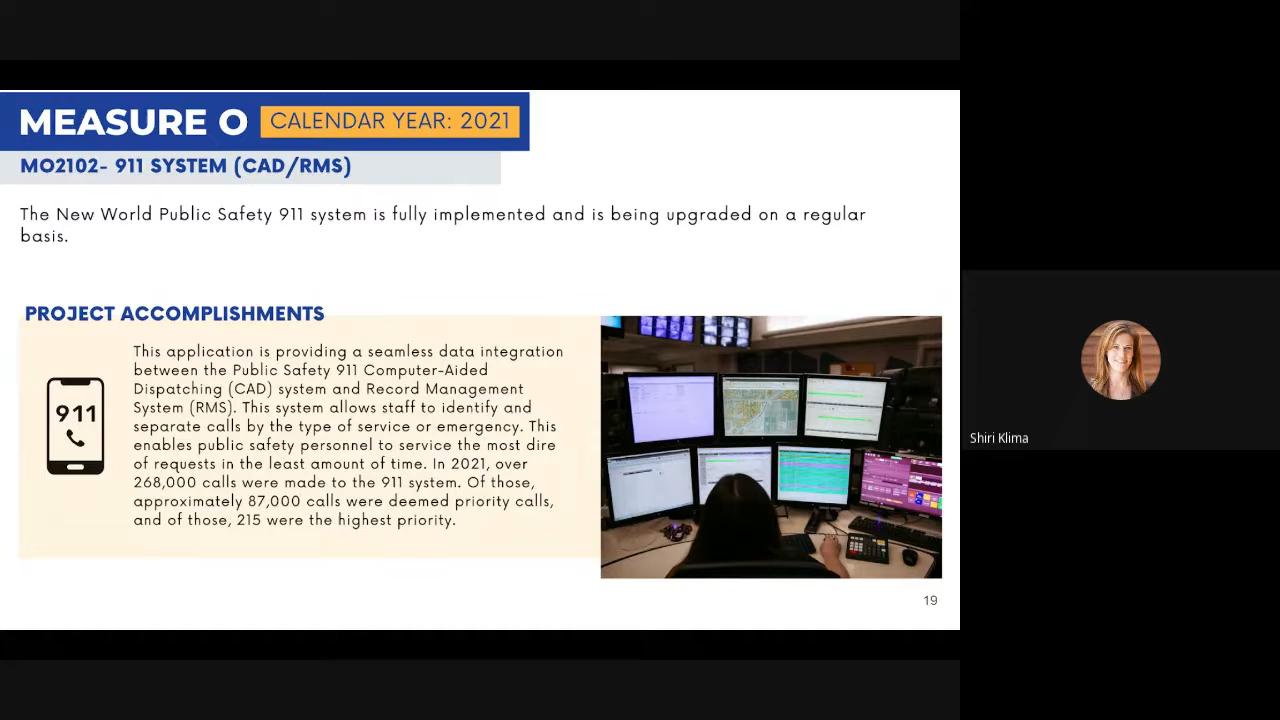 MEASURE O CALENDAR YEAR: 2021
MO2102- 911 SYSTEM (CAD/RMS)
The New World Public Safety 911 system is fully implemented and is being upgraded on a regular
basis.
PROJECT ACCOMPLISHMENTS
This application is providing a seamless data integration
between the Public Safety 911 Computer-Aided
Dispatching (CAD) system and Record Management
System (RMS). This system allows staff to identify and
separate calls by the type of service or emergency. This
enables public safety personnel to service the most dire
of requests in the least amount of time. In 2021, over
268,000 calls were made to the 911 system. Of those,
approximately 87,000 calls were deemed priority calls,
and of those, 215 were the highest priority.
911
19
Shiri Klima